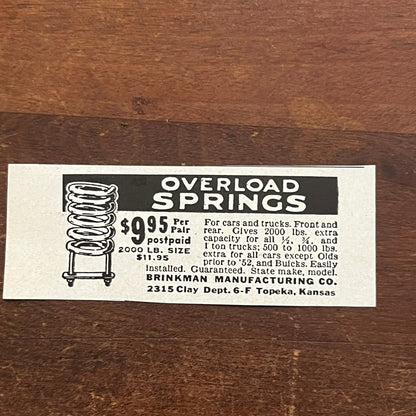 OVERLOAD
SPRINGS
$9.95 Per Pair
postpaid
2000 LB. SIZE
$11.95
For cars and trucks. Front and
rear. Gives 2000 lbs. extra
capacity for all ½, ¾, and
1 ton trucks; 500 to 1000 lbs.
extra for all cars except Olds
prior to '52, and Buicks. Easily
installed. Guaranteed. State make, model.
BRINKMAN MANUFACTURING CO.
2315 Clay Dept. 6-F Topeka, Kansas